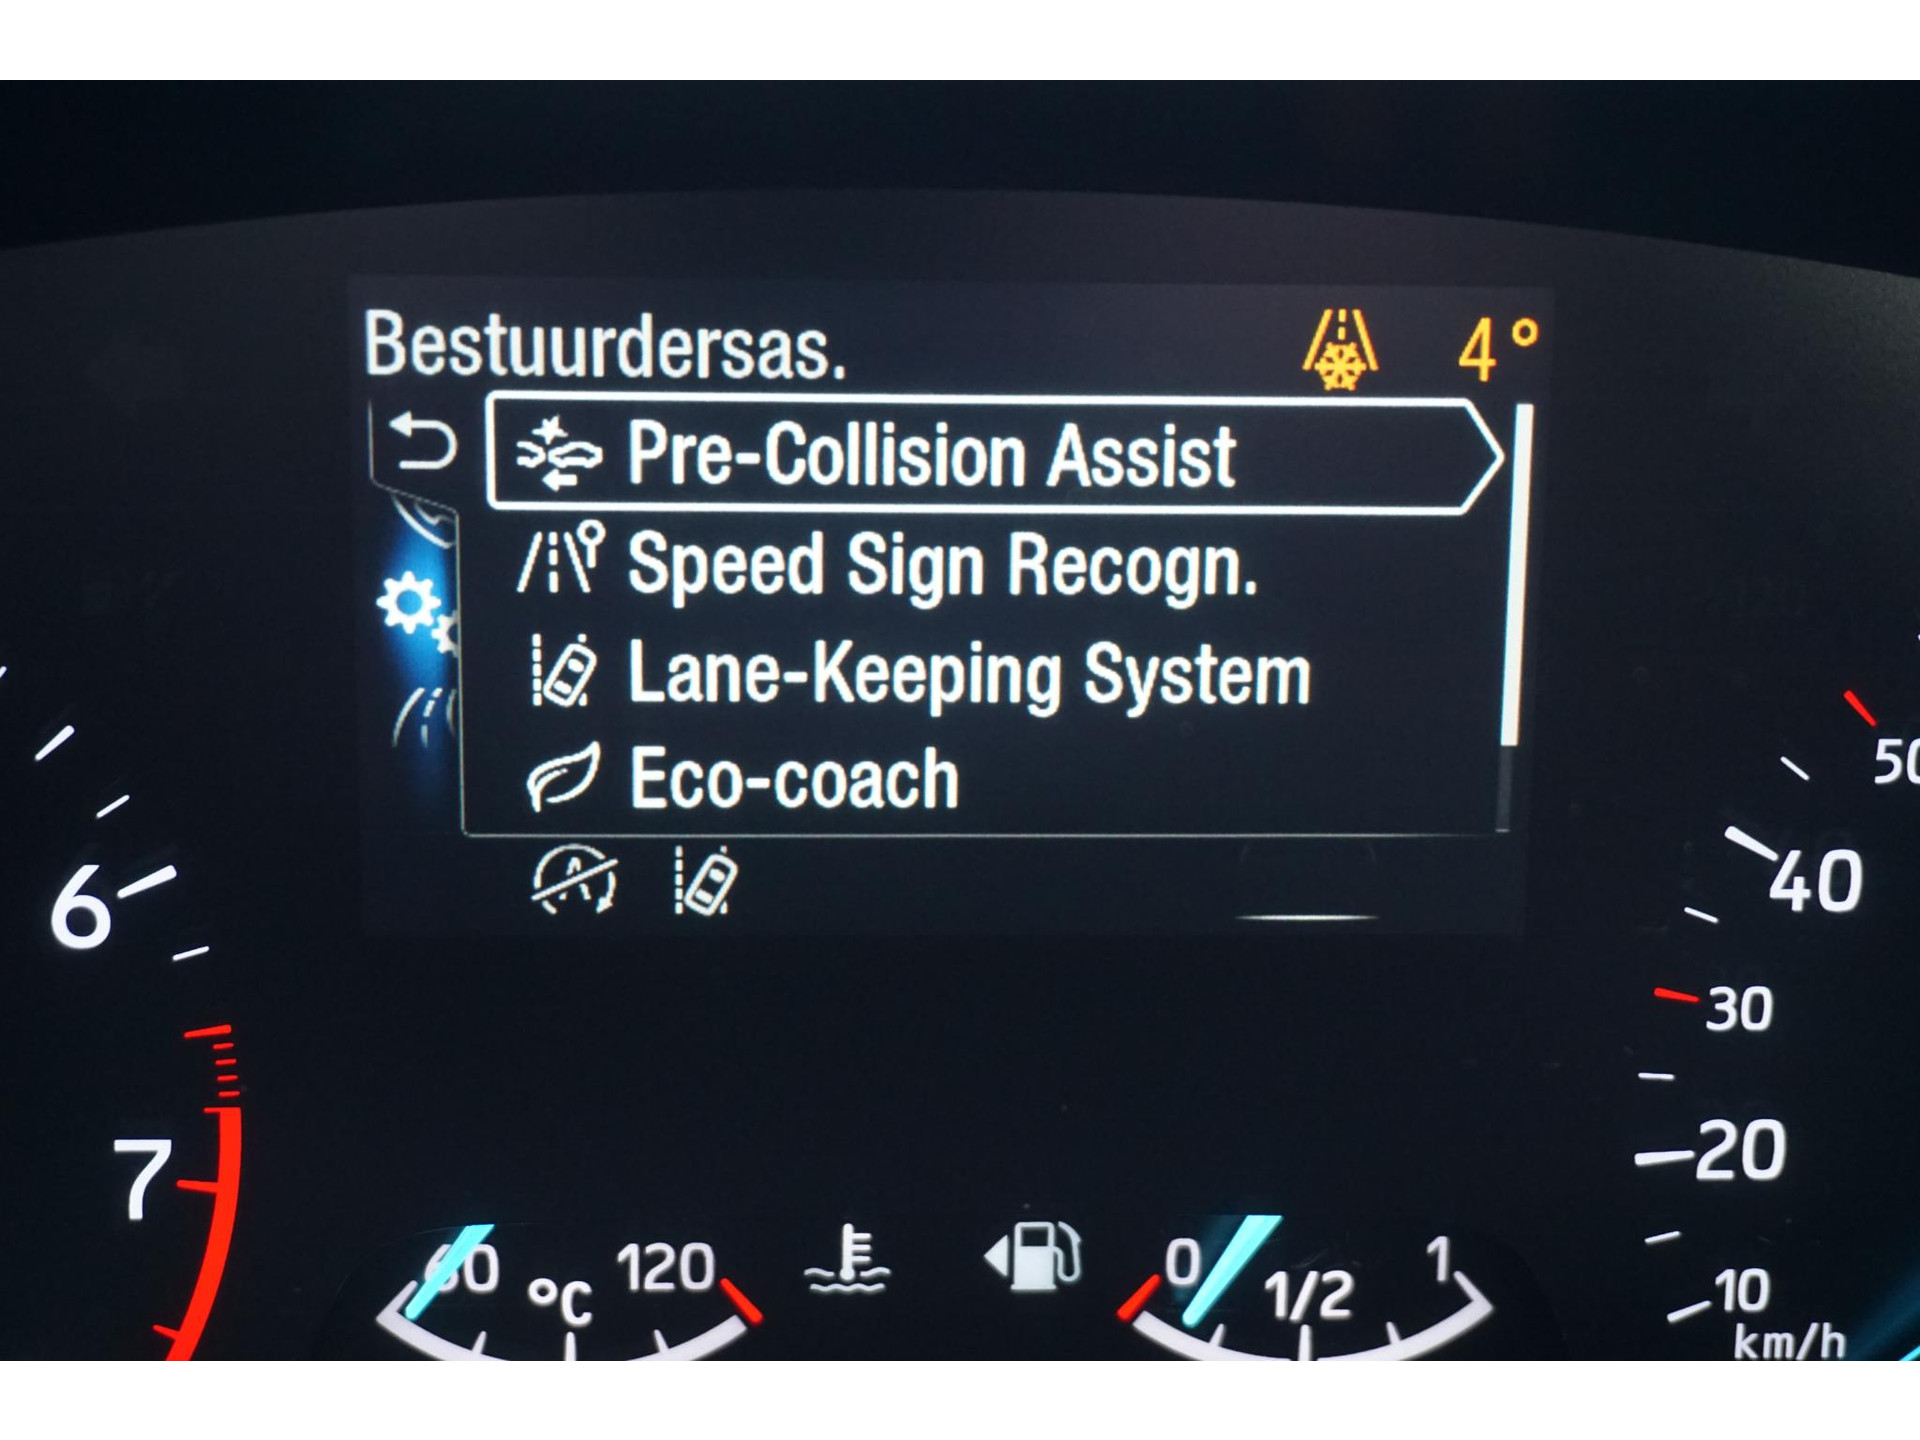 Bestuurdersas.
4°
Pre-Collision Assist
Speed Sign Recogn.
Lane-Keeping System
Eco-coach
A
6
7
60
°C
120
0
1/2
1
50
40
30
20
10
km/h